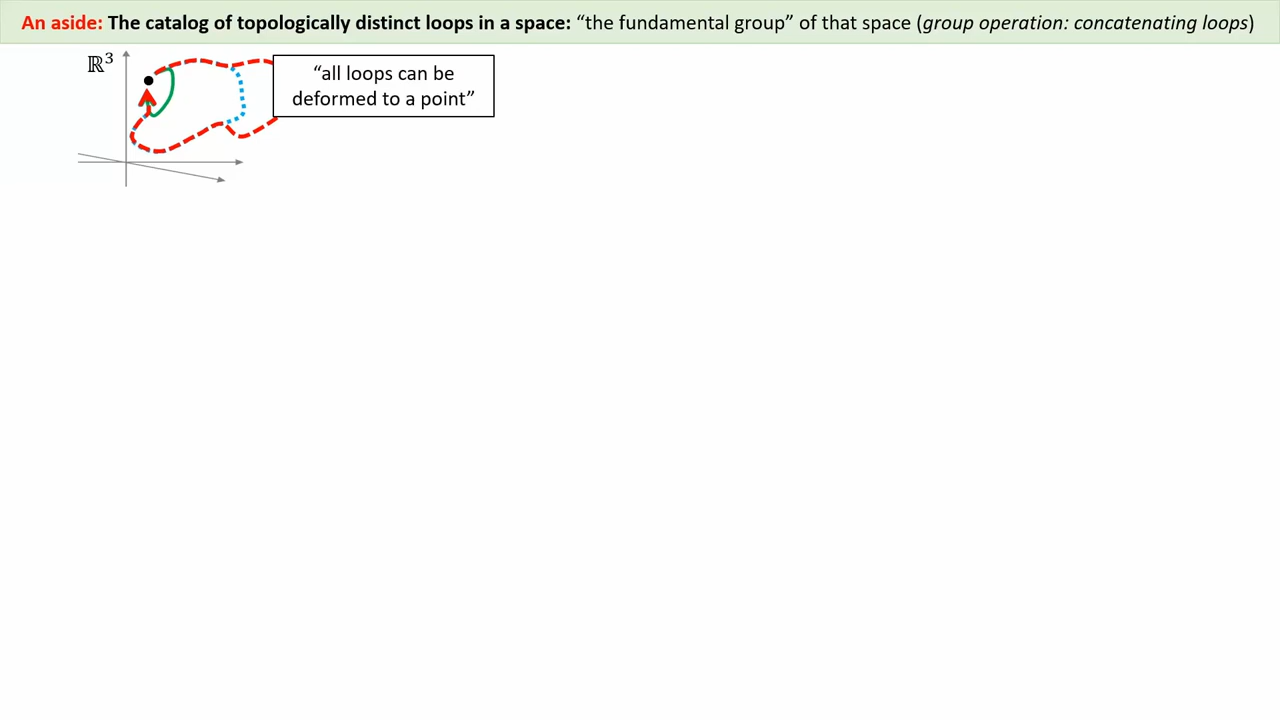 An aside: The catalog of topologically distinct loops in a space: “the fundamental group” of that space (group operation: concatenating loops)
ℝ³
“all loops can be
deformed to a point”